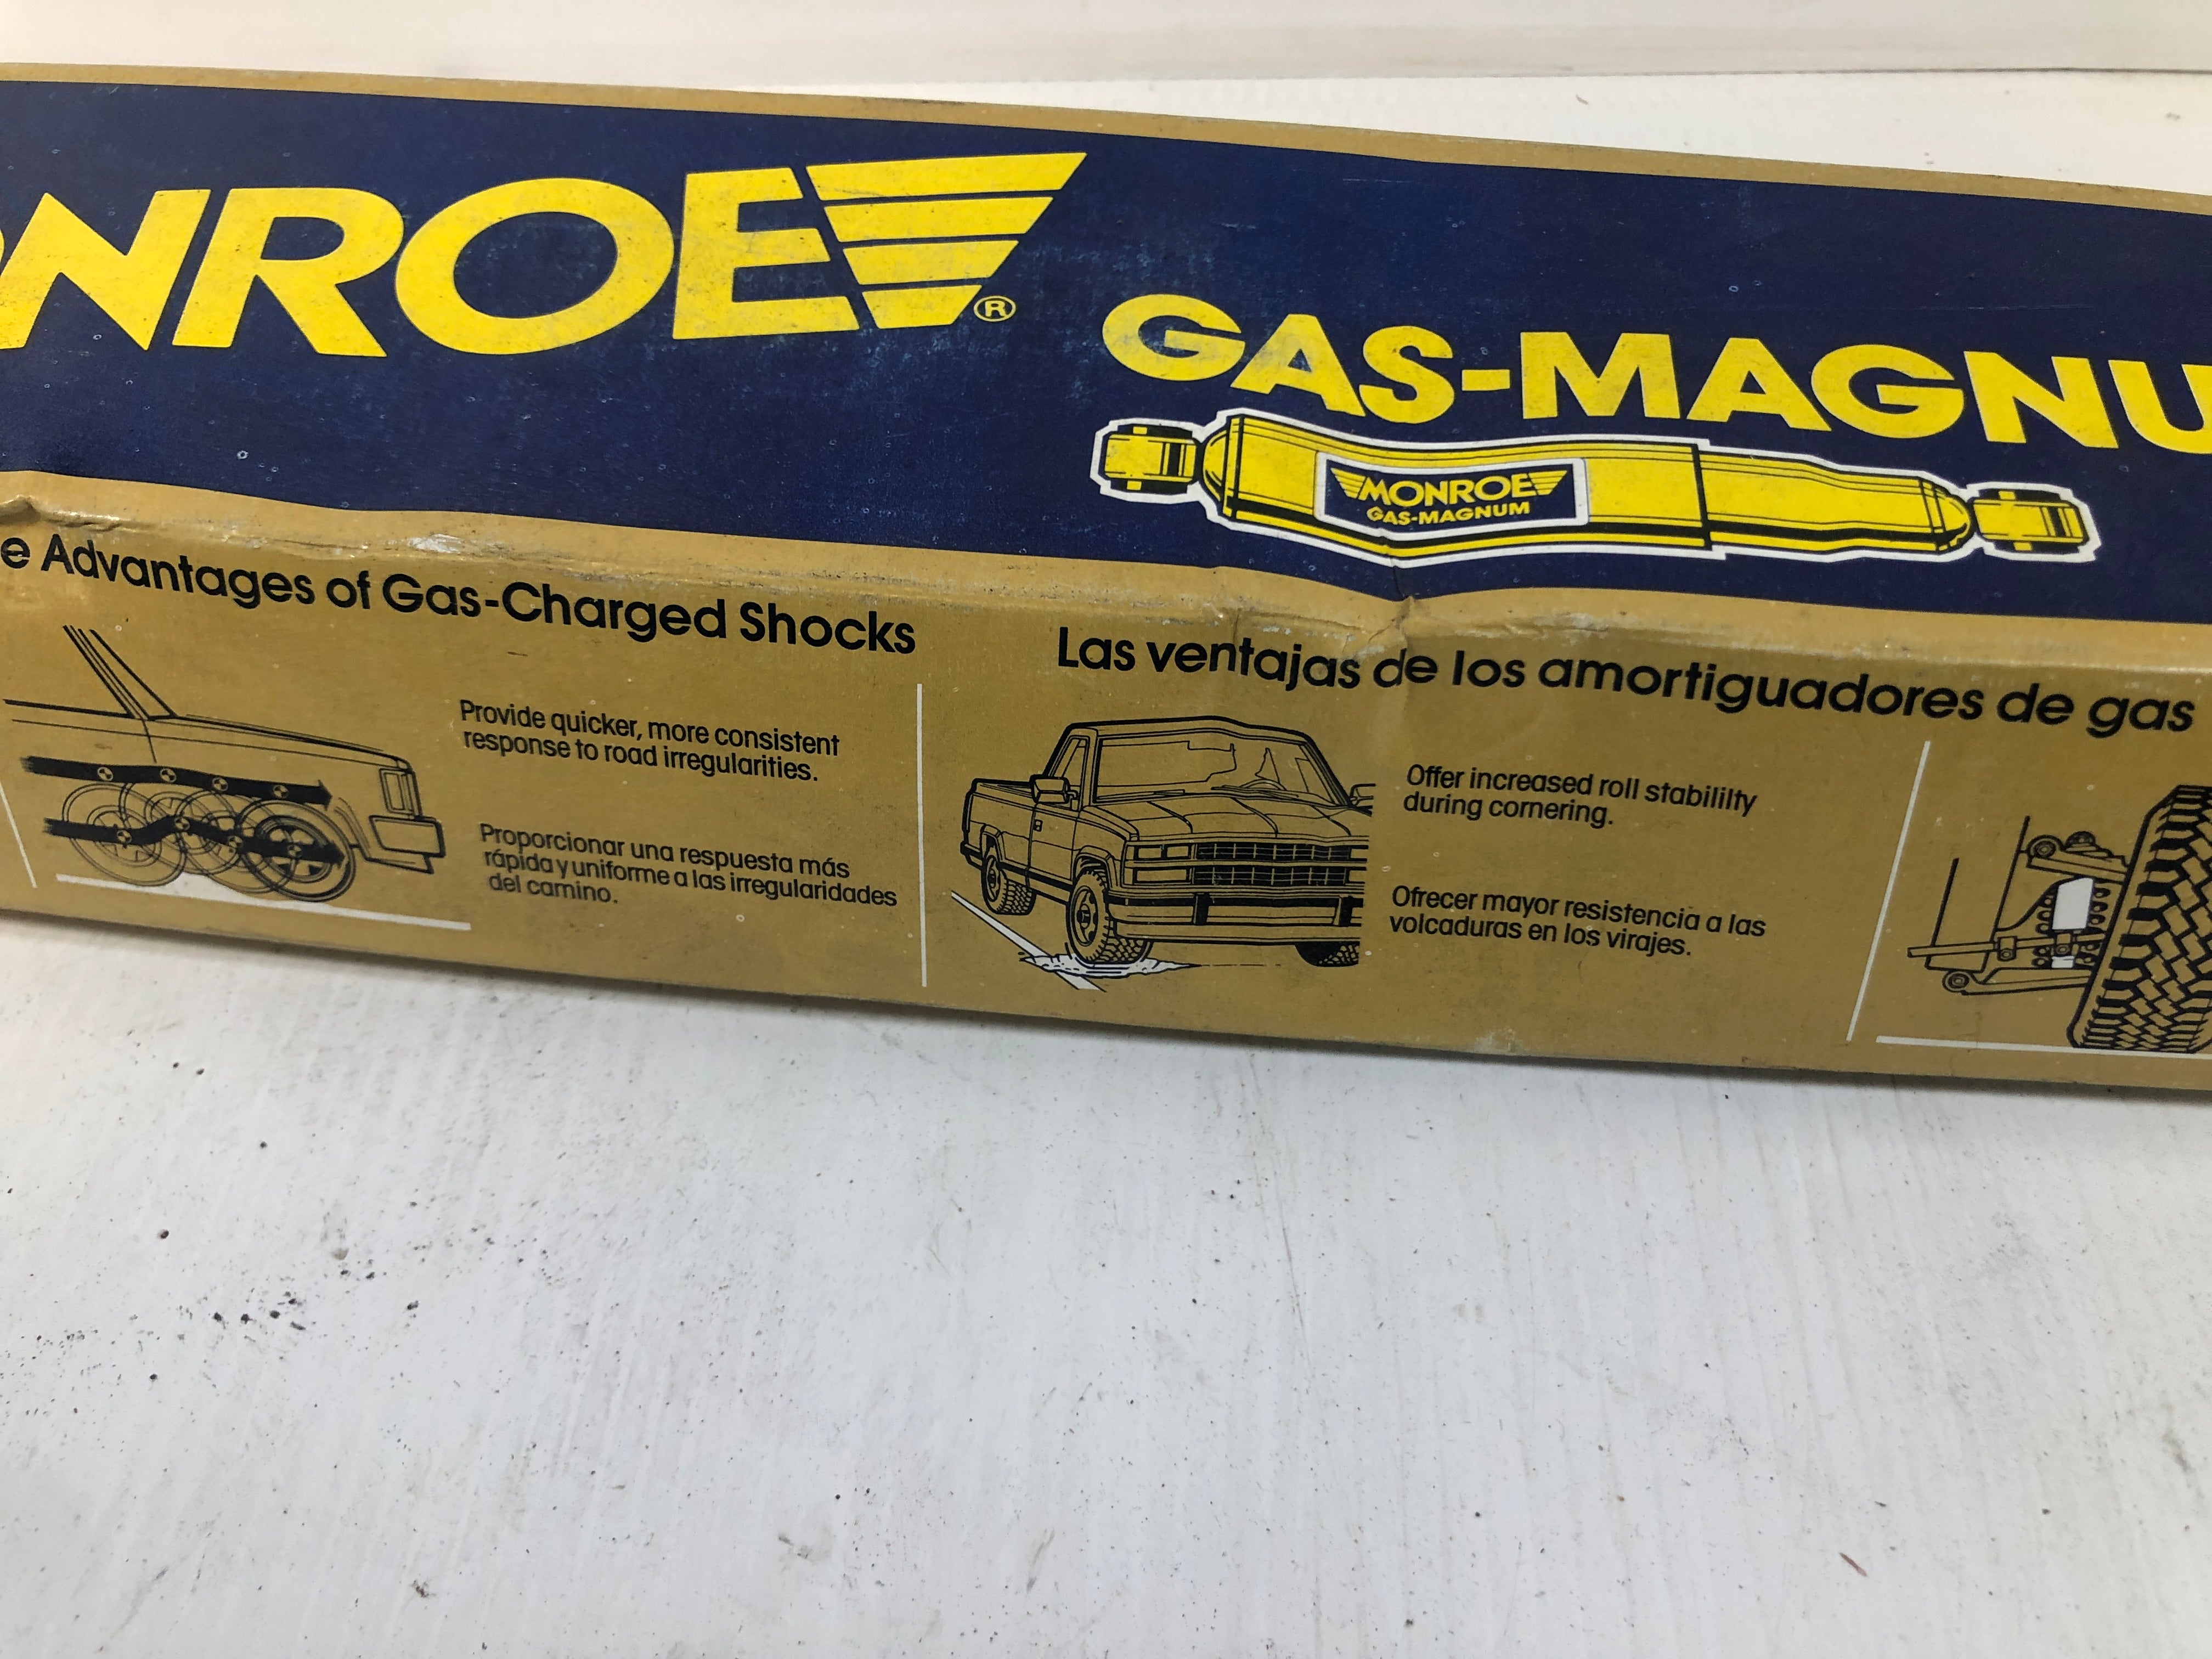 ONROE
®
GAS-MAGNU
MONROE
GAS-MAGNUM
e Advantages of Gas-Charged Shocks
Las ventajas de los amortiguadores de gas
Provide quicker, more consistent
response to road irregularities.
Proporcionar una respuesta más
rápida y uniforme a las irregularidades
del camino.
Offer increased roll stabililty
during cornering.
Ofrecer mayor resistencia a las
volcaduras en los virajes.